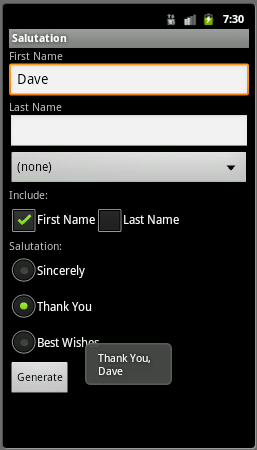 7:30
Salutation
First Name
Dave
Last Name
(none)
Include:
First Name Last Name
Salutation:
Sincerely
Thank You
Best Wishes
Thank You,
Dave
Generate